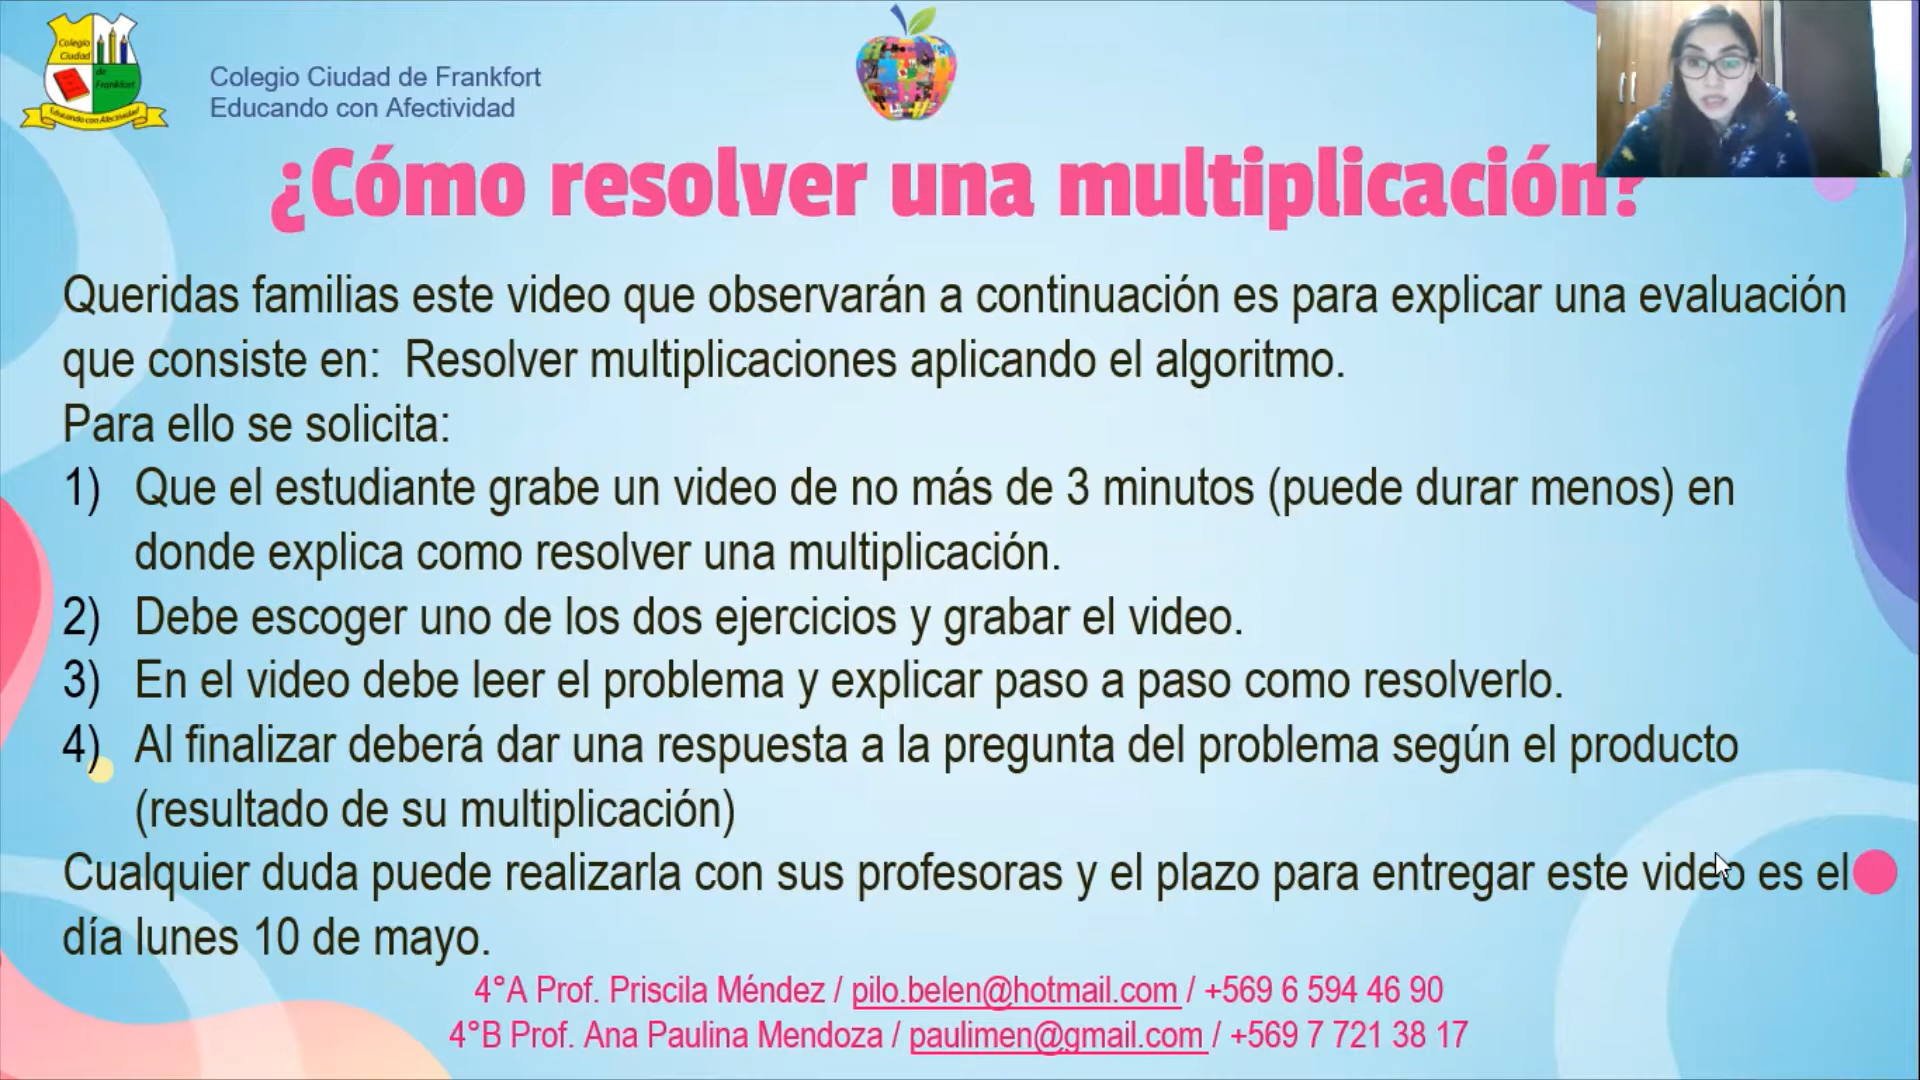 Colegio
Ciudad
de
Frankfort
Educando con Afectividad
Colegio Ciudad de Frankfort
Educando con Afectividad
¿Cómo resolver una multiplicación?
Queridas familias este video que observarán a continuación es para explicar una evaluación
que consiste en: Resolver multiplicaciones aplicando el algoritmo.
Para ello se solicita:
1) Que el estudiante grabe un video de no más de 3 minutos (puede durar menos) en
donde explica como resolver una multiplicación.
2) Debe escoger uno de los dos ejercicios y grabar el video.
3) En el video debe leer el problema y explicar paso a paso como resolverlo.
4) Al finalizar deberá dar una respuesta a la pregunta del problema según el producto
(resultado de su multiplicación)
Cualquier duda puede realizarla con sus profesoras y el plazo para entregar este video es el
día lunes 10 de mayo.
4°A Prof. Priscila Méndez / pilo.belen@hotmail.com / +569 6 594 46 90
4°B Prof. Ana Paulina Mendoza / paulimen@gmail.com / +569 7 721 38 17